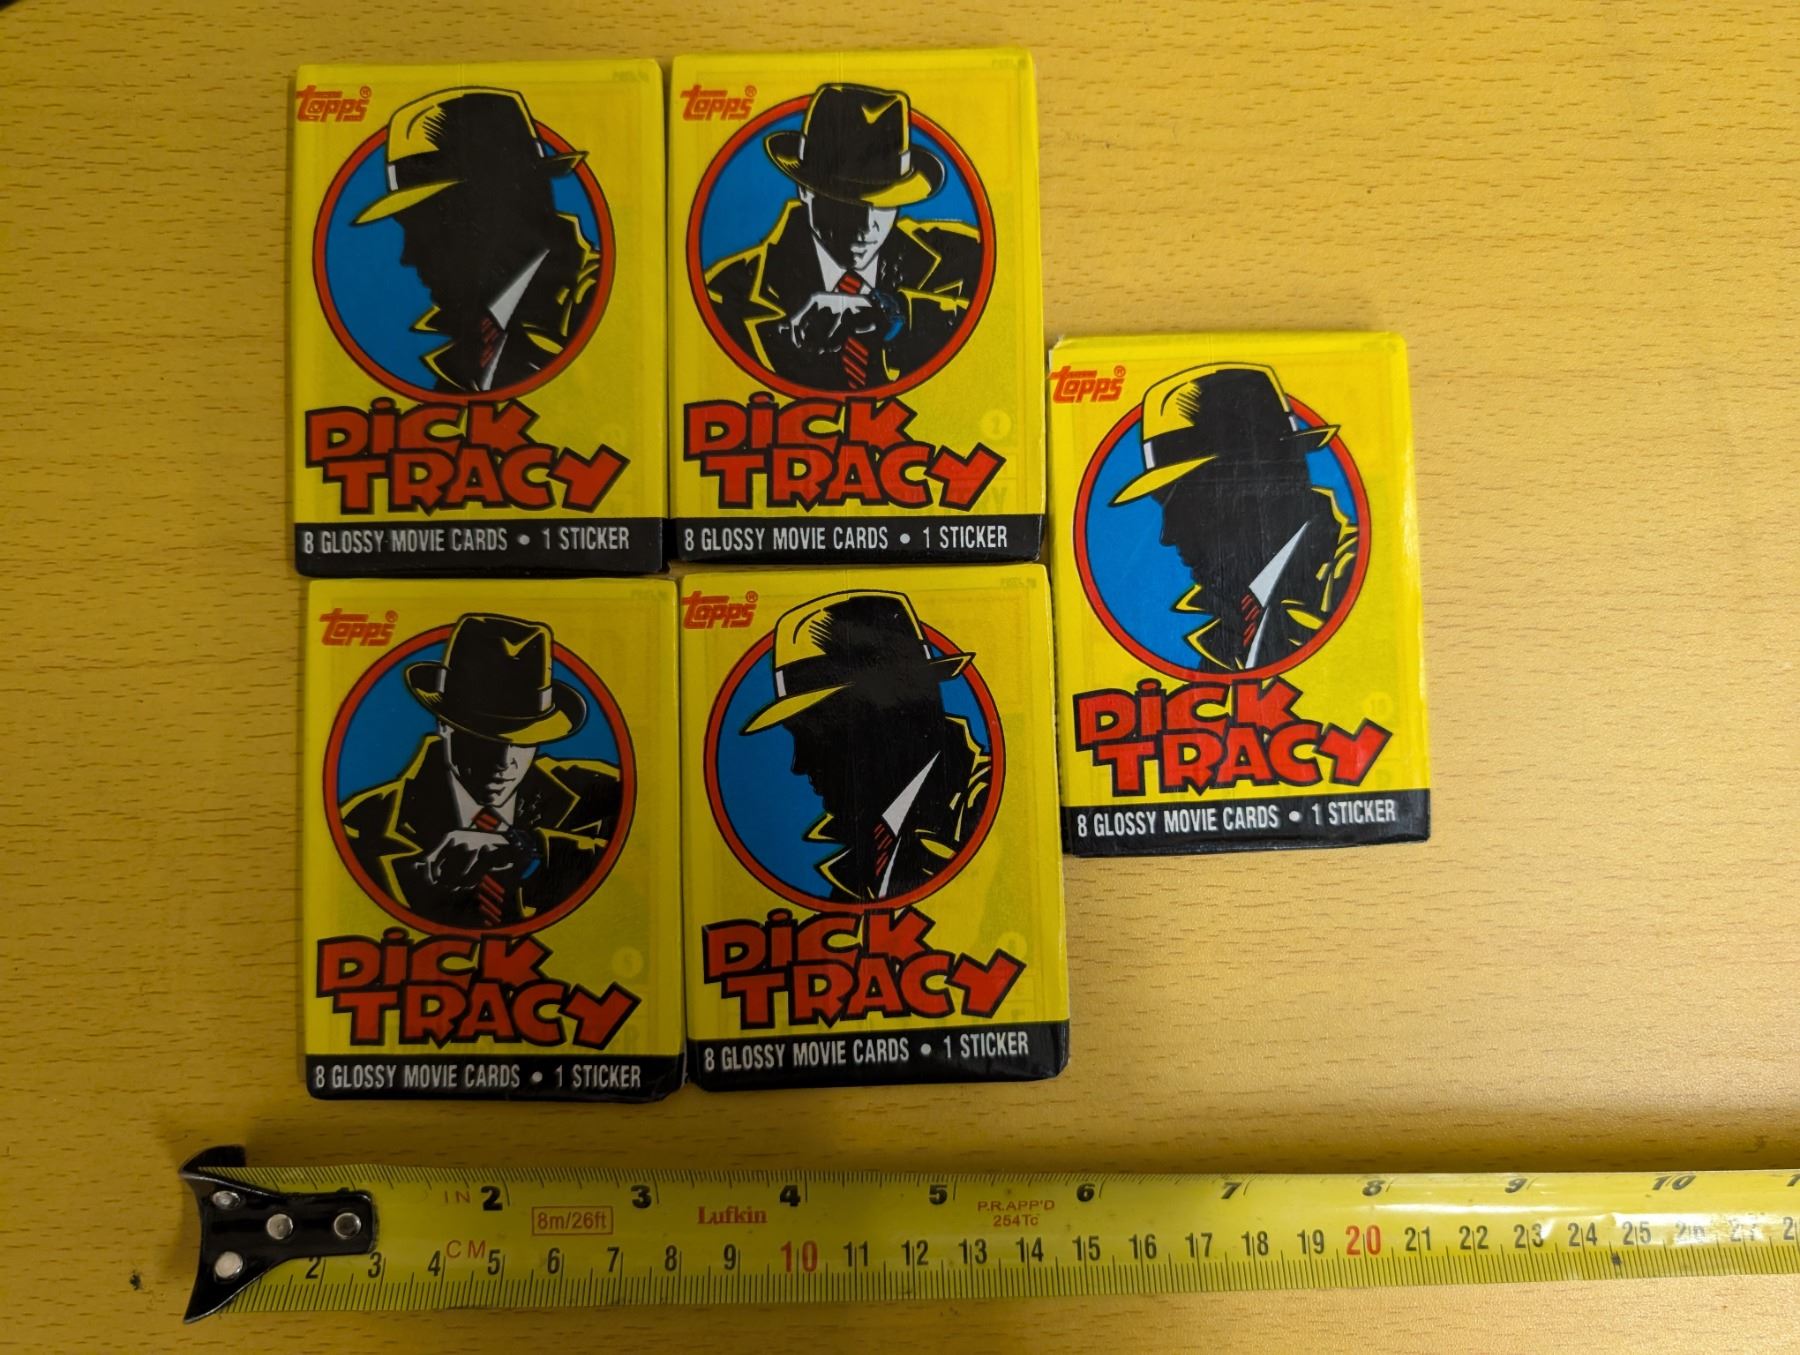 topps®
DiCK
TRACY
8 GLOSSY MOVIE CARDS • 1 STICKER
topps®
DiCK
TRACY
8 GLOSSY MOVIE CARDS • 1 STICKER
topps®
DiCK
TRACY
8 GLOSSY MOVIE CARDS • 1 STICKER
topps®
DiCK
TRACY
8 GLOSSY MOVIE CARDS • 1 STICKER
topps®
DiCK
TRACY
8 GLOSSY MOVIE CARDS • 1 STICKER
1 IN 2 3 4 5 6 7 8 9 10
8m/26ft Lufkin P.R.APP'D
254Tc
CM
2 3 4 5 6 7 8 9 10 11 12 13 14 15 16 17 18 19 20 21 22 23 24 25 26 27